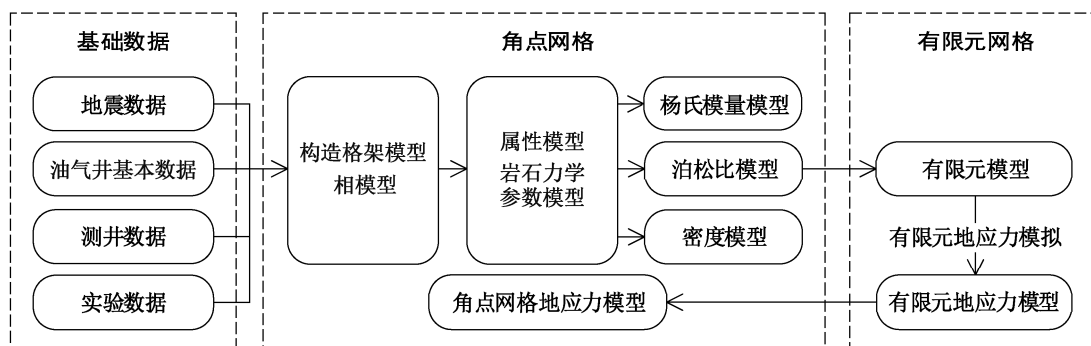 基础数据
地震数据
油气井基本数据
测井数据
实验数据
角点网格
构造格架模型
相模型
属性模型
岩石力学
参数模型
杨氏模量模型
泊松比模型
密度模型
角点网格地应力模型
有限元网格
有限元模型
有限元地应力模拟
有限元地应力模型